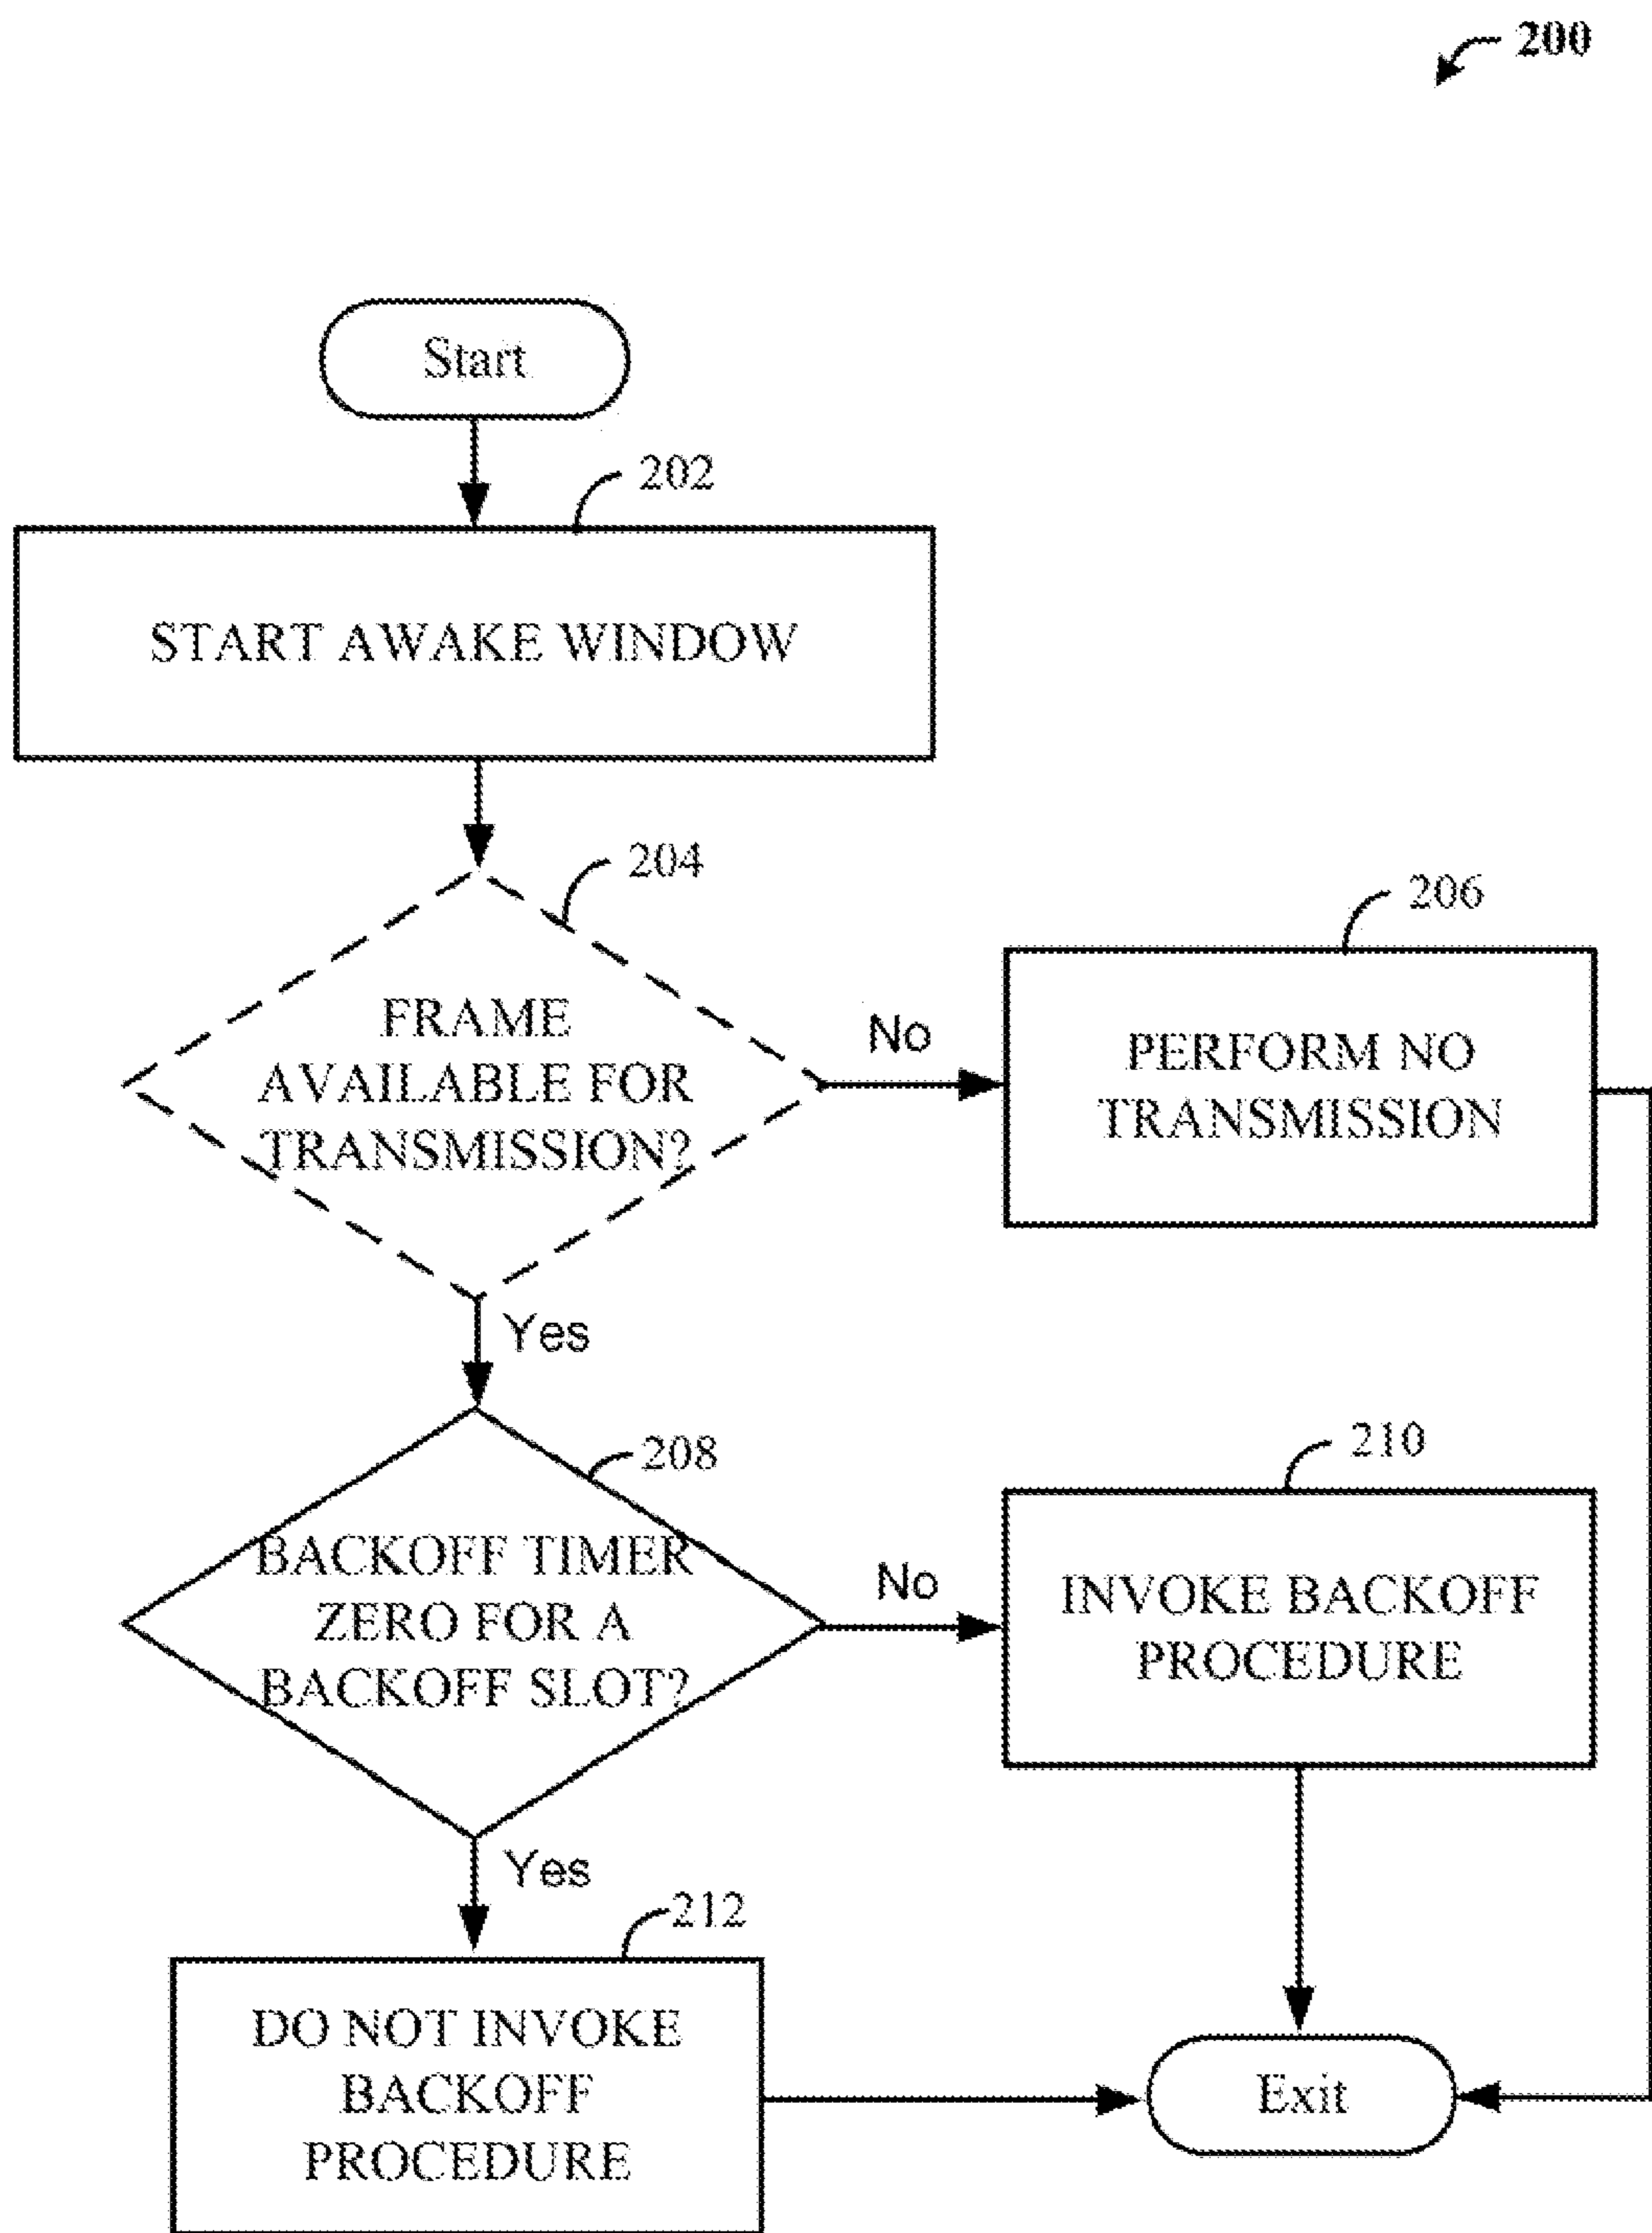 200
Start
202
START AWAKE WINDOW
204
206
FRAME
AVAILABLE FOR
TRANSMISSION?
No
PERFORM NO
TRANSMISSION
Yes
208
210
BACKOFF TIMER
ZERO FOR A
BACKOFF SLOT?
No
INVOKE BACKOFF
PROCEDURE
Yes
212
DO NOT INVOKE
BACKOFF
PROCEDURE
Exit